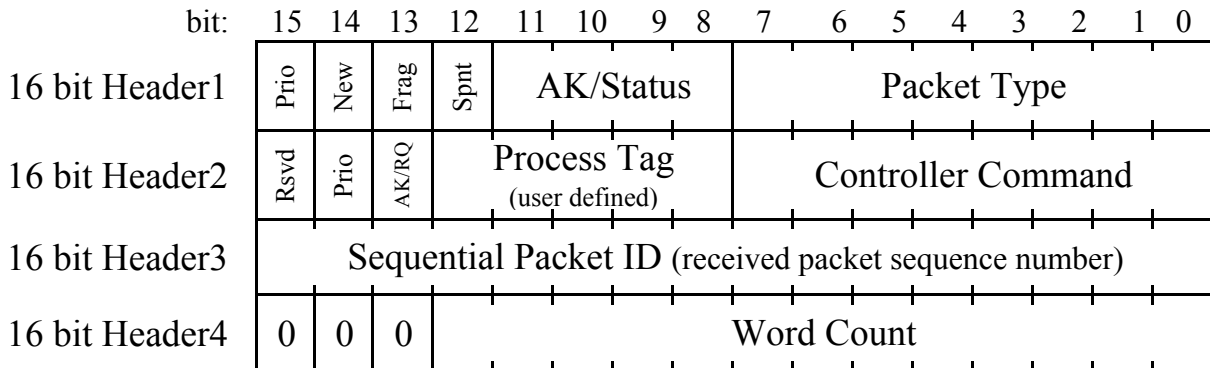 bit: 15 14 13 12 11 10 9 8 7 6 5 4 3 2 1 0
16 bit Header1 Prio New Frag Spnt AK/Status Packet Type
16 bit Header2 Rsvd Prio AK/RQ Process Tag Controller Command
(user defined)
16 bit Header3 Sequential Packet ID (received packet sequence number)
16 bit Header4 0 0 0 Word Count